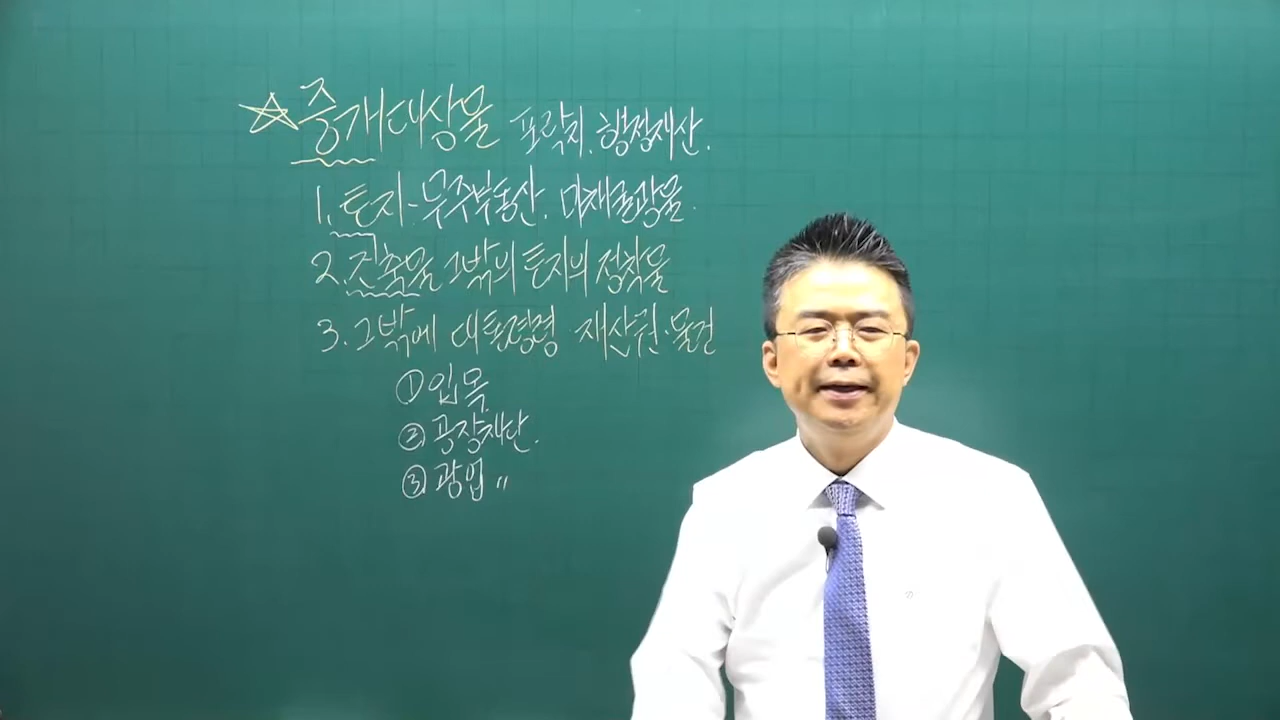 ☆중개대상물 포락지. 행정재산.
1. 토지 - 무주부동산. 미채굴광물.
2. 건축물 그밖의 토지의 정착물
3. 그밖에 대통령령 재산권·물건
① 입목
② 공장재단.
③ 광업 〃